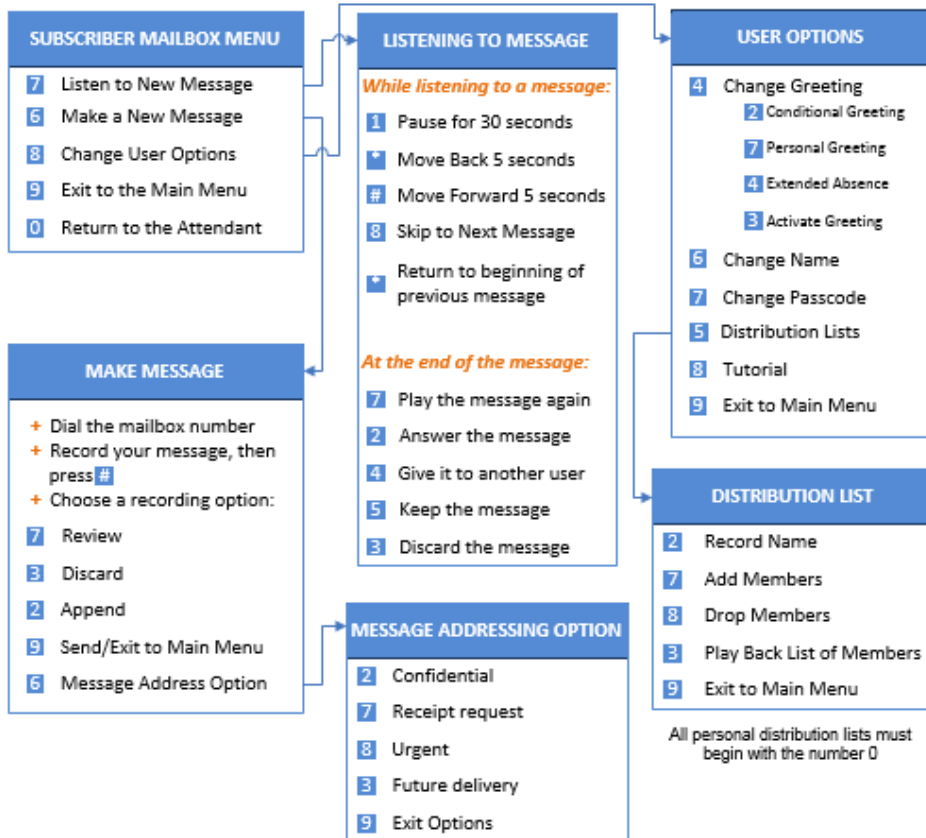 SUBSCRIBER MAILBOX MENU
7 Listen to New Message
6 Make a New Message
8 Change User Options
9 Exit to the Main Menu
0 Return to the Attendant
LISTENING TO MESSAGE
While listening to a message:
1 Pause for 30 seconds
* Move Back 5 seconds
# Move Forward 5 seconds
8 Skip to Next Message
* Return to beginning of
previous message
At the end of the message:
7 Play the message again
2 Answer the message
4 Give it to another user
5 Keep the message
3 Discard the message
USER OPTIONS
4 Change Greeting
2 Conditional Greeting
7 Personal Greeting
4 Extended Absence
3 Activate Greeting
6 Change Name
7 Change Passcode
5 Distribution Lists
8 Tutorial
9 Exit to Main Menu
MAKE MESSAGE
+ Dial the mailbox number
+ Record your message, then
press #
+ Choose a recording option:
7 Review
3 Discard
2 Append
9 Send/Exit to Main Menu
6 Message Address Option
MESSAGE ADDRESSING OPTION
2 Confidential
7 Receipt request
8 Urgent
3 Future delivery
9 Exit Options
DISTRIBUTION LIST
2 Record Name
7 Add Members
8 Drop Members
3 Play Back List of Members
9 Exit to Main Menu
All personal distribution lists must
begin with the number 0